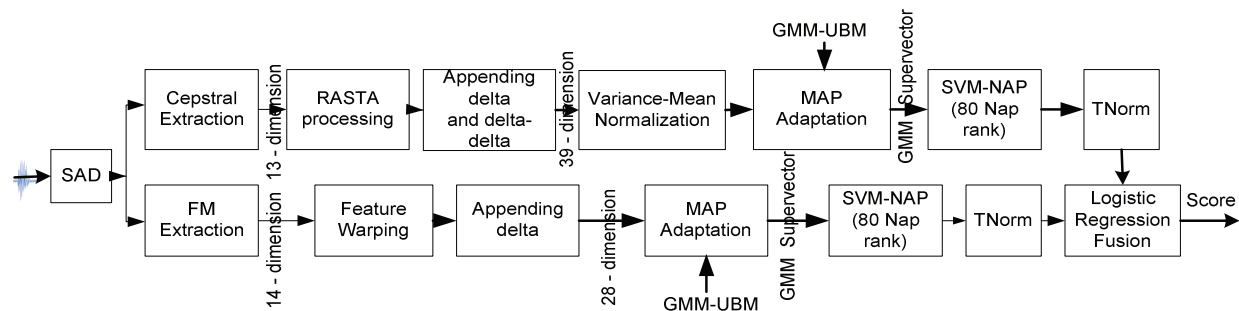 SAD
Cepstral
Extraction
13 - dimension
RASTA
processing
Appending
delta
and delta-
delta
39 - dimension
Variance-Mean
Normalization
GMM-UBM
MAP
Adaptation
GMM Supervector
SVM-NAP
(80 Nap
rank)
TNorm
FM
Extraction
14 - dimension
Feature
Warping
Appending
delta
28 - dimension
MAP
Adaptation
GMM-UBM
GMM Supervector
SVM-NAP
(80 Nap
rank)
TNorm
Logistic
Regression
Fusion
Score